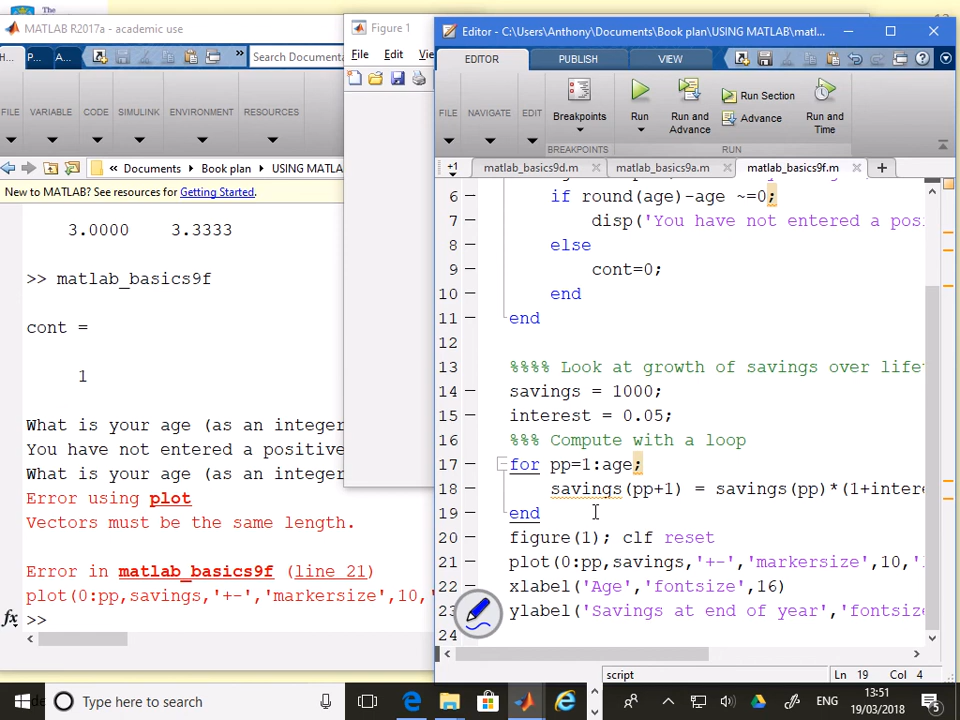 The
MATLAB R2017a - academic use
Figure 1
Editor - C:\Users\Anthony\Documents\Book plan\USING MATLAB\matl...
P...
A...
Search Documenta
File Edit
EDITOR PUBLISH VIEW
FILE VARIABLE CODE SIMULINK ENVIRONMENT RESOURCES
FILE NAVIGATE EDIT
Breakpoints
Run
Run and Advance
Run Section
Advance
Run and Time
BREAKPOINTS RUN
Documents Book plan USING MATLA
+1 matlab_basics9d.m matlab_basics9a.m matlab_basics9f.m
New to MATLAB? See resources for Getting Started.
3.0000 3.3333
>> matlab_basics9f
cont =
1
What is your age (as an integer
You have not entered a positive
What is your age (as an integer
Error using plot
Vectors must be the same length.
Error in matlab_basics9f (line 21)
plot(0:pp,savings,'+-','markersize',10,'
fx >>
6 if round(age)-age ~=0;
7 disp('You have not entered a pos
8 else
9 cont=0;
10 end
11 end
12
13 %%%% Look at growth of savings over life
14 savings = 1000;
15 interest = 0.05;
16 %%% Compute with a loop
17 for pp=1:age;
18 savings(pp+1) = savings(pp)*(1+intere
19 end
20 figure(1); clf reset
21 plot(0:pp,savings,'+-','markersize',10,'
22 xlabel('Age','fontsize',16)
23 ylabel('Savings at end of year','fontsize
24
script Ln 19 Col 4
Type here to search
ENG
13:51
19/03/2018
5